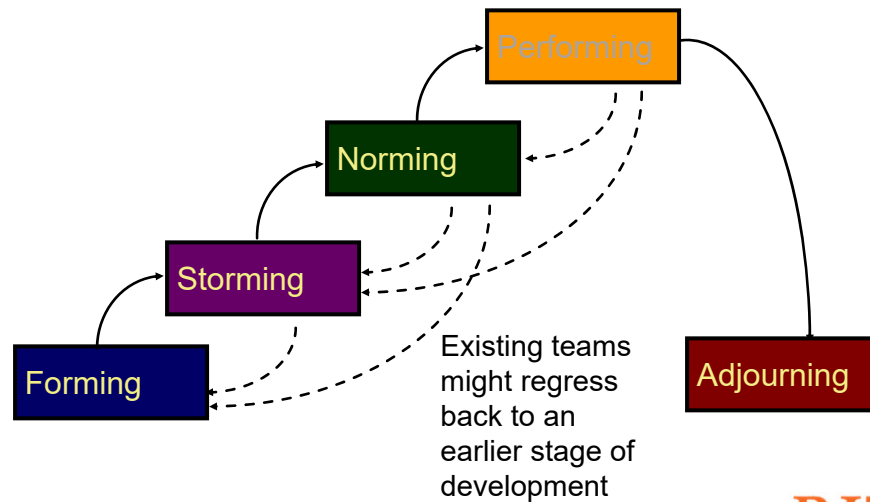 Performing
Norming
Storming
Forming
Existing teams
might regress
back to an
earlier stage of
development
Adjourning